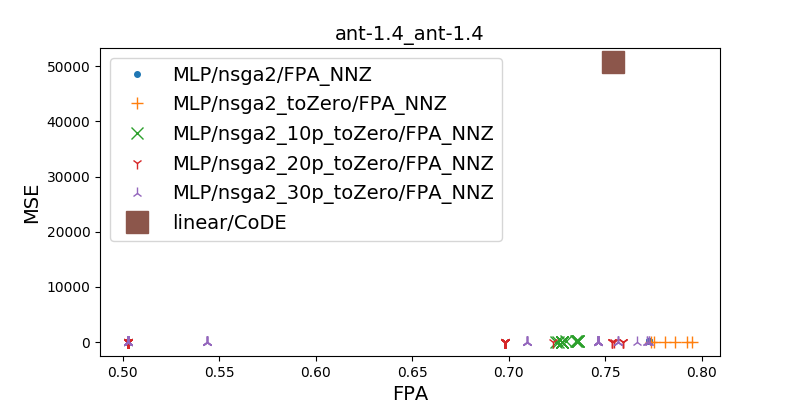 ant-1.4_ant-1.4
MSE
50000
40000
30000
20000
10000
0
MLP/nsga2/FPA_NNZ
MLP/nsga2_toZero/FPA_NNZ
MLP/nsga2_10p_toZero/FPA_NNZ
MLP/nsga2_20p_toZero/FPA_NNZ
MLP/nsga2_30p_toZero/FPA_NNZ
linear/CoDE
0.50 0.55 0.60 0.65 0.70 0.75 0.80
FPA